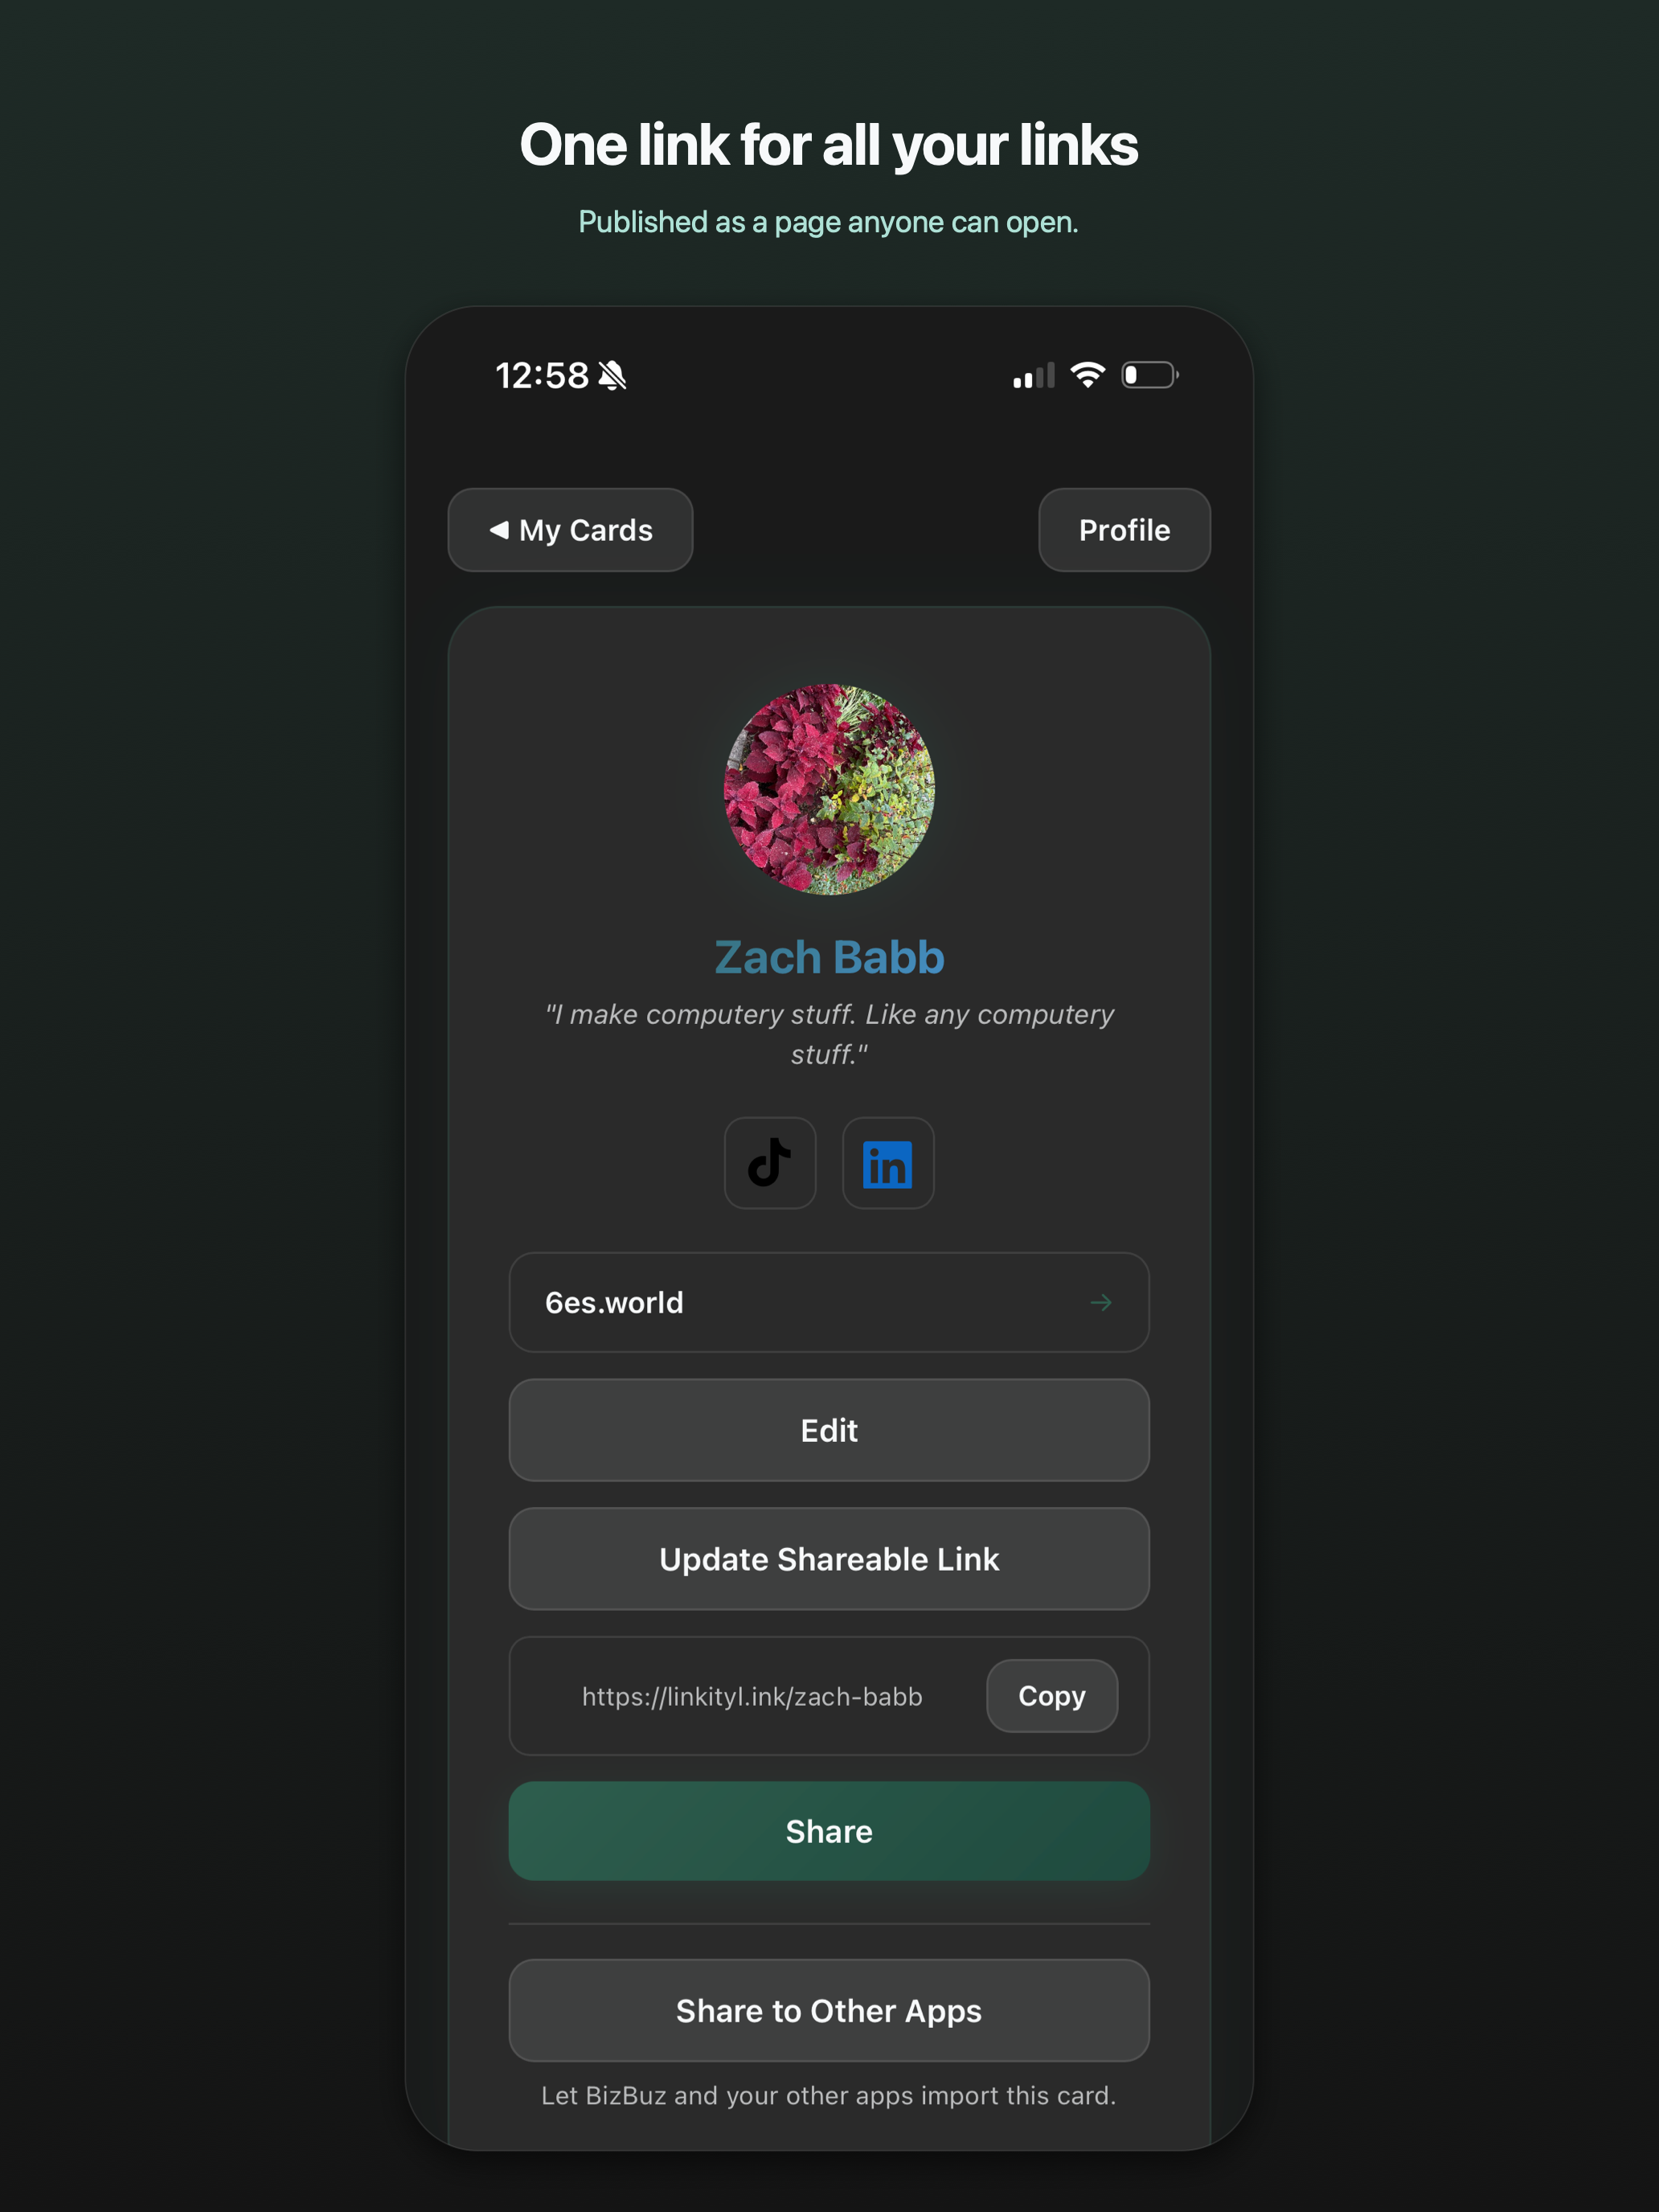 One link for all your links
Published as a page anyone can open.
12:58
My Cards
Profile
Zach Babb
"I make computery stuff. Like any computery
stuff."
in
6es.world
Edit
Update Shareable Link
https://linkityl.ink/zach-babb
Copy
Share
Share to Other Apps
Let BizBuz and your other apps import this card.